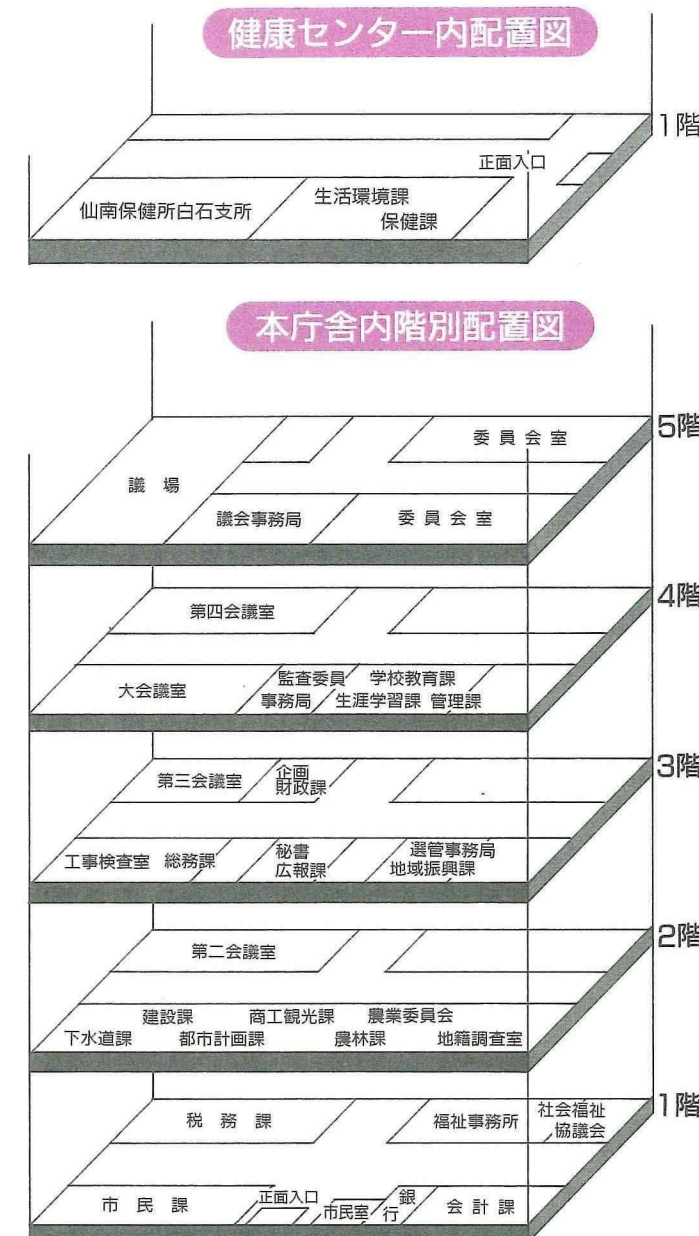 健康センター内配置図
1階
正面入口
仙南保健所白石支所
生活環境課
保健課
本庁舎内階別配置図
5階
委員会室
議場
議会事務局
委員会室
4階
第四会議室
大会議室
監査委員
事務局
学校教育課
生涯学習課
管理課
3階
第三会議室
企画
財政課
工事検査室
総務課
秘書
広報課
選管事務局
地域振興課
2階
第二会議室
建設課
商工観光課
農業委員会
下水道課
都市計画課
農林課
地籍調査室
1階
税務課
福祉事務所
社会福祉
協議会
市民課
正面入口
市民室
銀
行
会計課